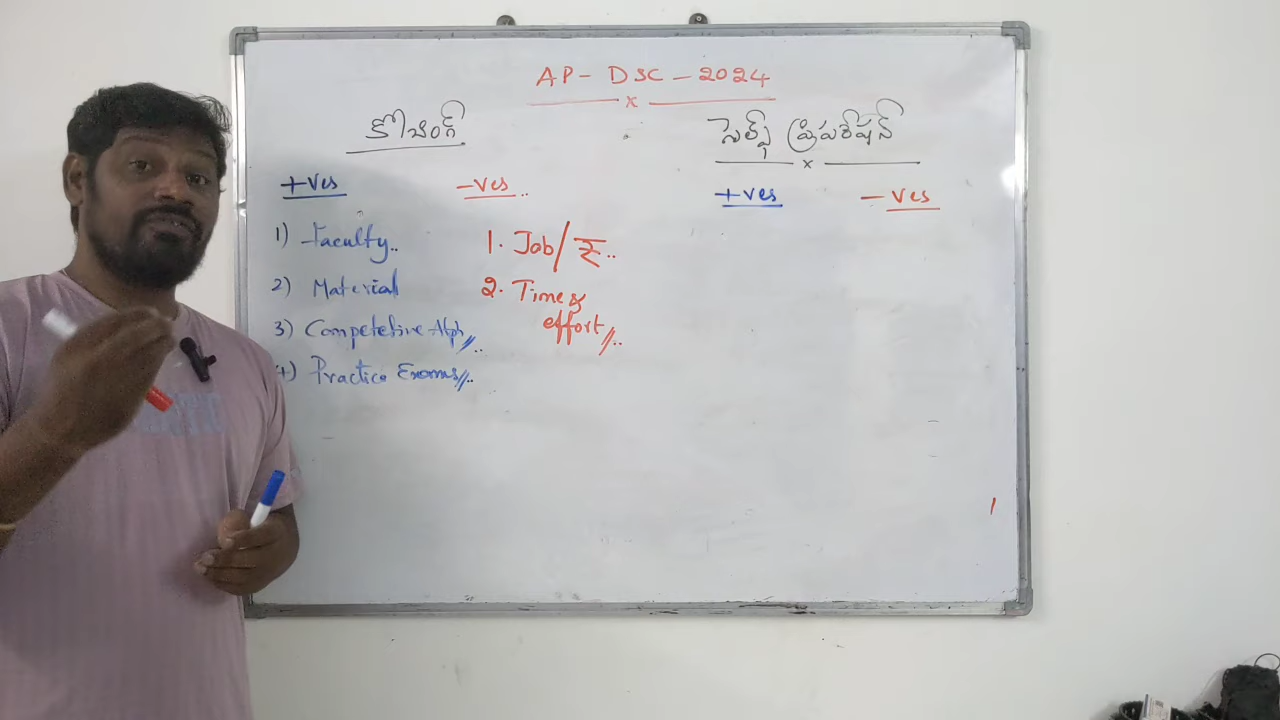 AP - DSC - 2024
x
కోచింగ్
+ves
-ves ..
1) Faculty..
1. Job/₹..
2) Material
2. Time &
effort//..
3) Competetive Atph//..
4) Practice Exams//..
సెల్ఫ్ ప్రిపరేషన్
x
+ves
- ves